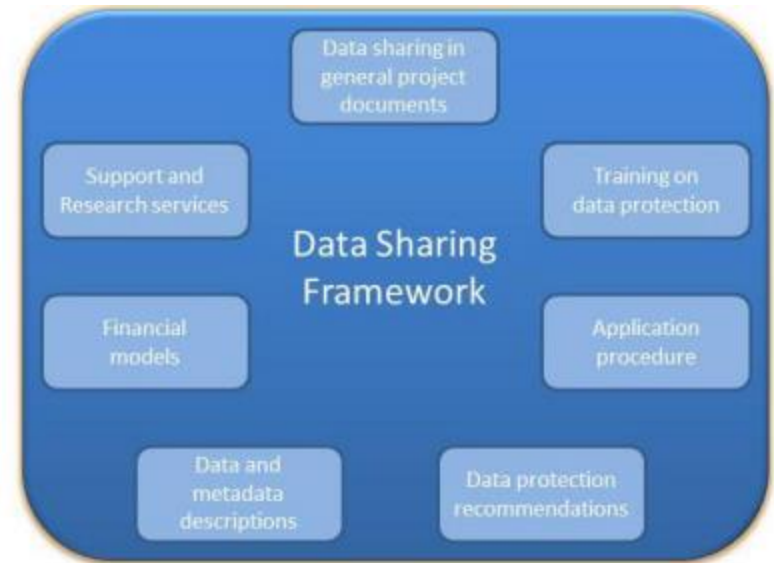 Data sharing in
general project
documents
Support and
Research services
Training on
data protection
Data Sharing
Framework
Financial
models
Application
procedure
Data and
metadata
descriptions
Data protection
recommendations